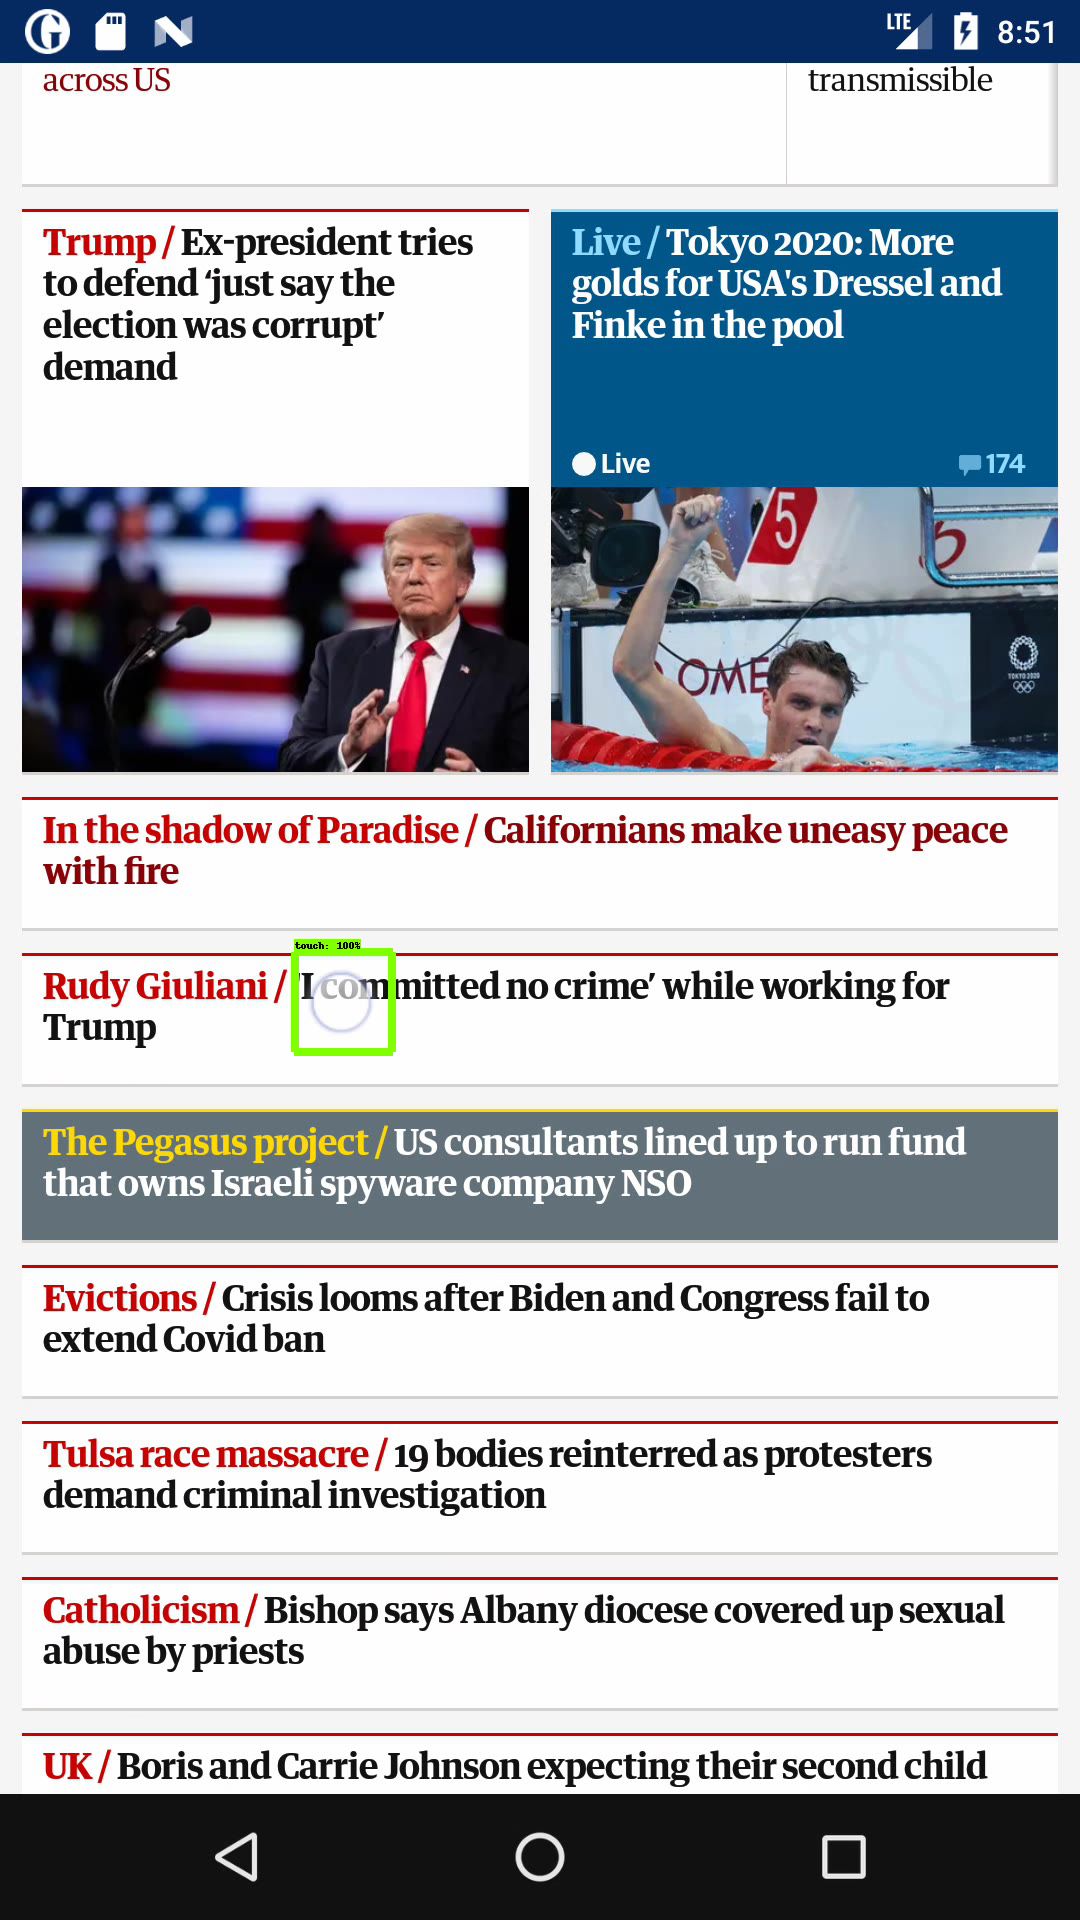 LTE 8:51
across US
transmissible
Trump / Ex-president tries
to defend ‘just say the
election was corrupt’
demand
Live / Tokyo 2020: More
golds for USA's Dressel and
Finke in the pool
Live
174
5
OME
TOKYO 2020
In the shadow of Paradise / Californians make uneasy peace
with fire
touch: 100%
Rudy Giuliani / 'I committed no crime’ while working for
Trump
The Pegasus project / US consultants lined up to run fund
that owns Israeli spyware company NSO
Evictions / Crisis looms after Biden and Congress fail to
extend Covid ban
Tulsa race massacre / 19 bodies reinterred as protesters
demand criminal investigation
Catholicism / Bishop says Albany diocese covered up sexual
abuse by priests
UK / Boris and Carrie Johnson expecting their second child